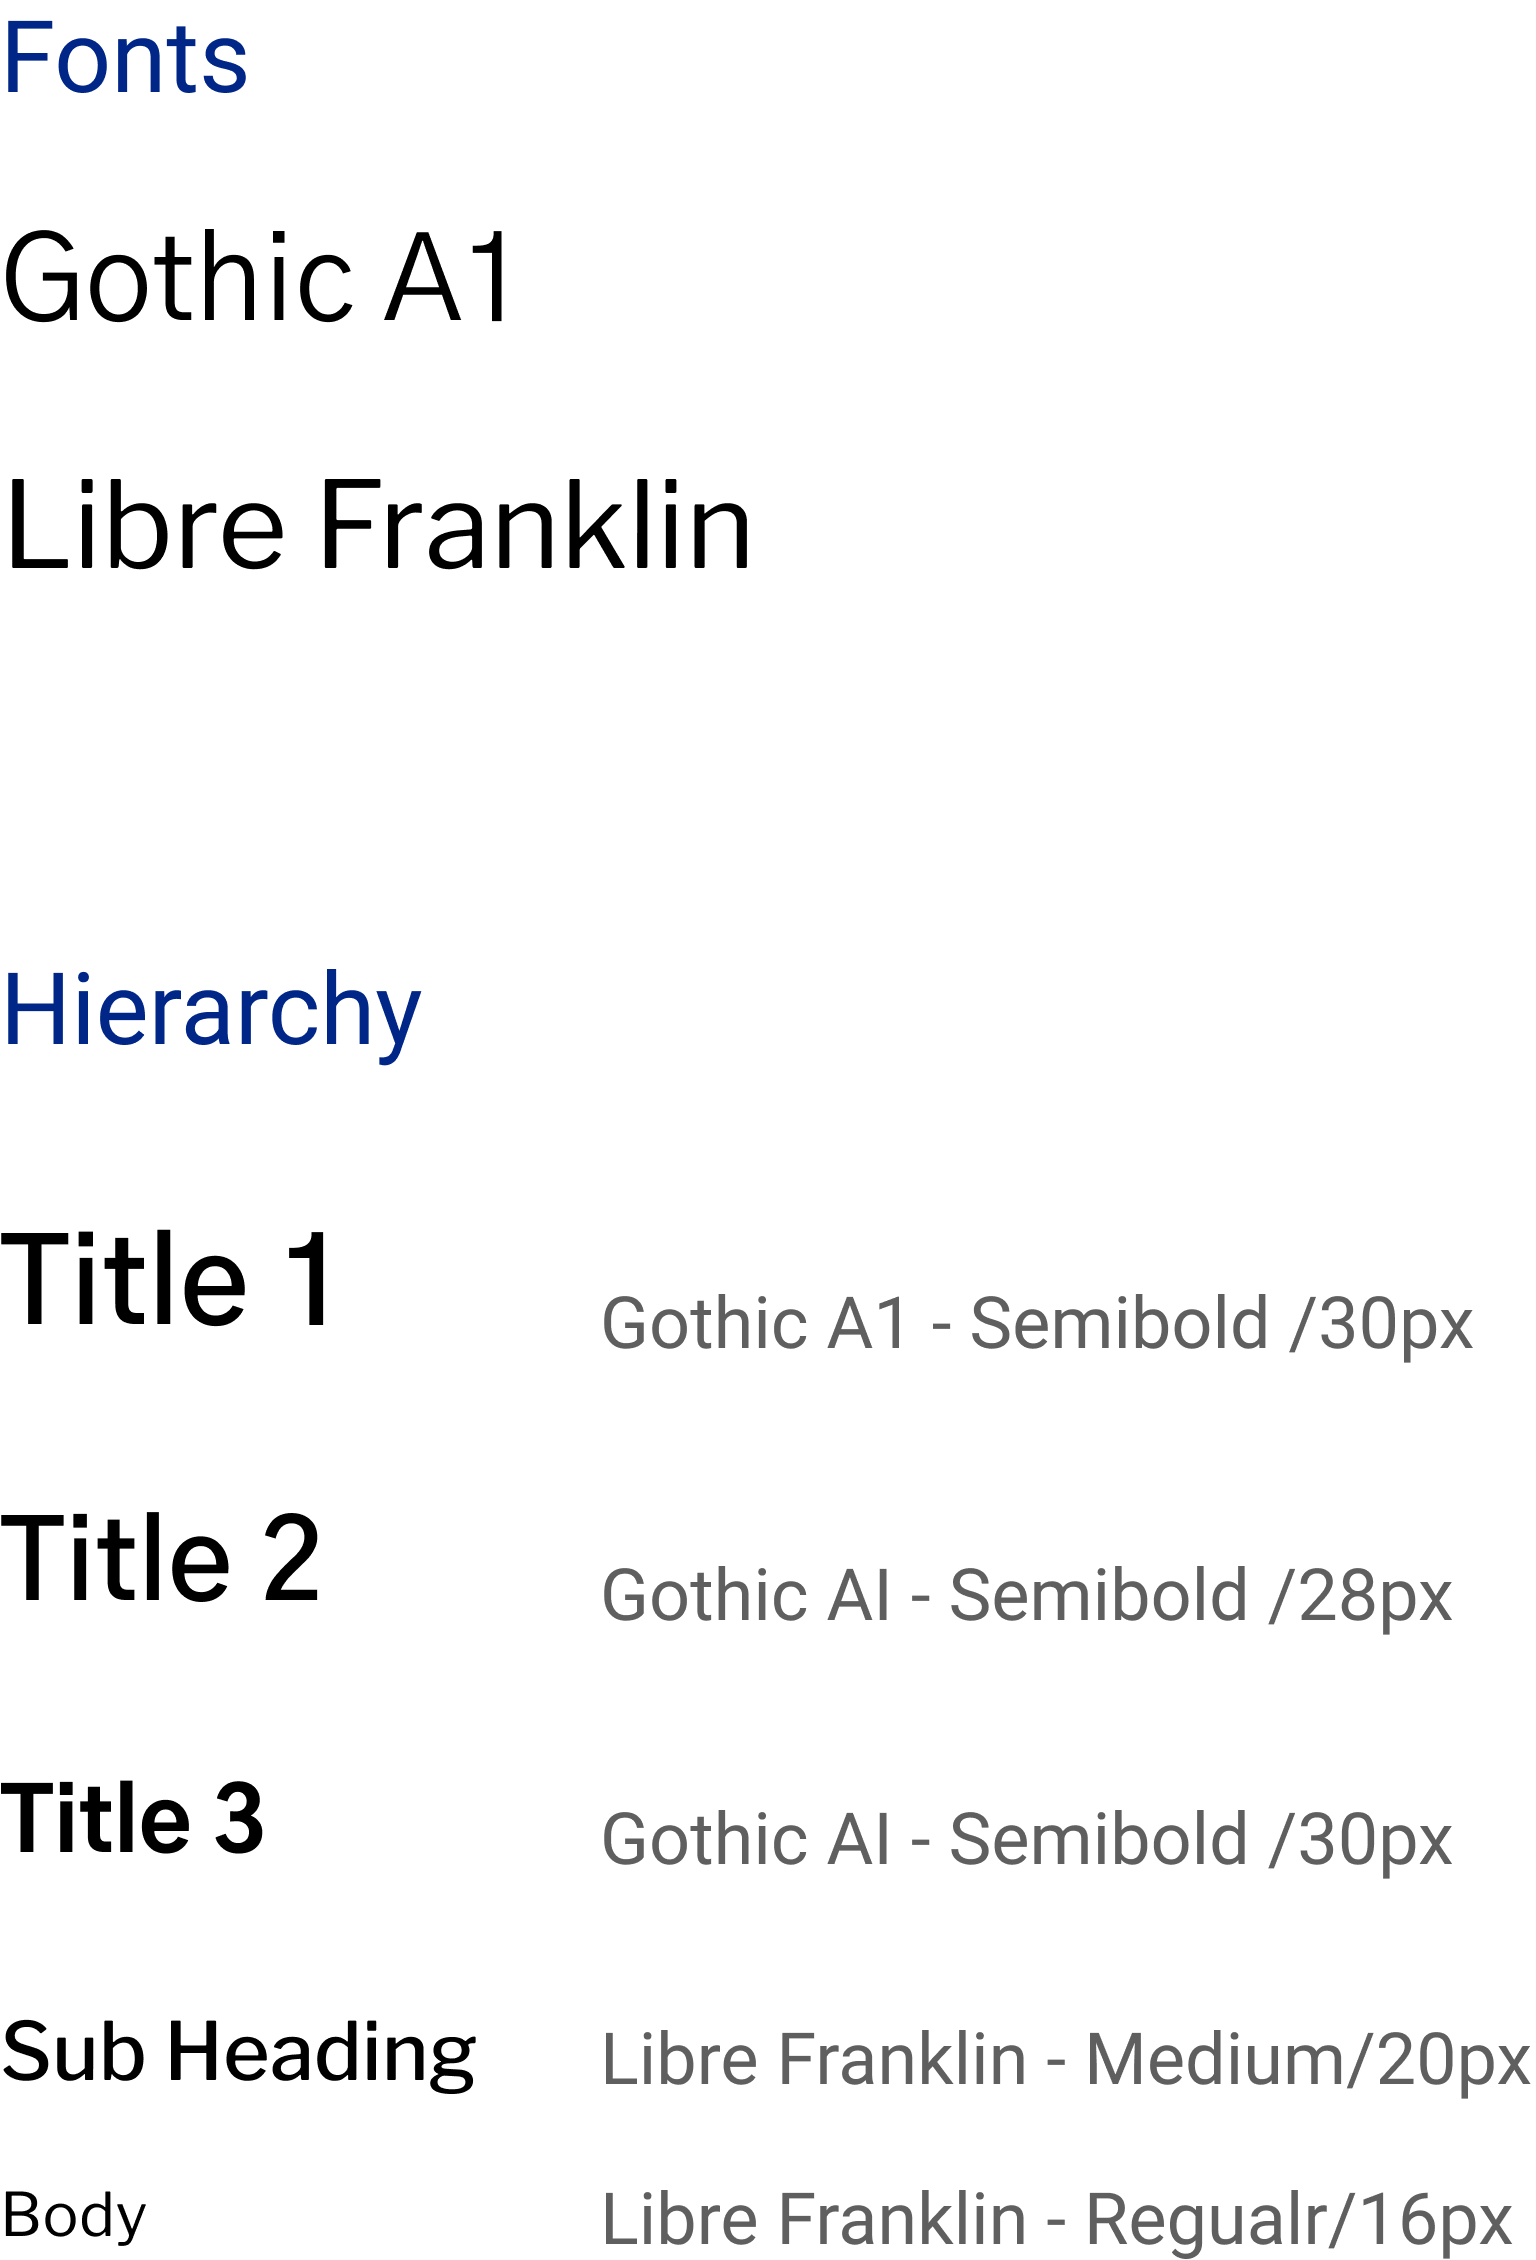 Fonts
Gothic A1
Libre Franklin
Hierarchy
Title 1
Gothic A1 - Semibold /30px
Title 2
Gothic AI - Semibold /28px
Title 3
Gothic AI - Semibold /30px
Sub Heading
Libre Franklin - Medium/20px
Body
Libre Franklin - Regualr/16px